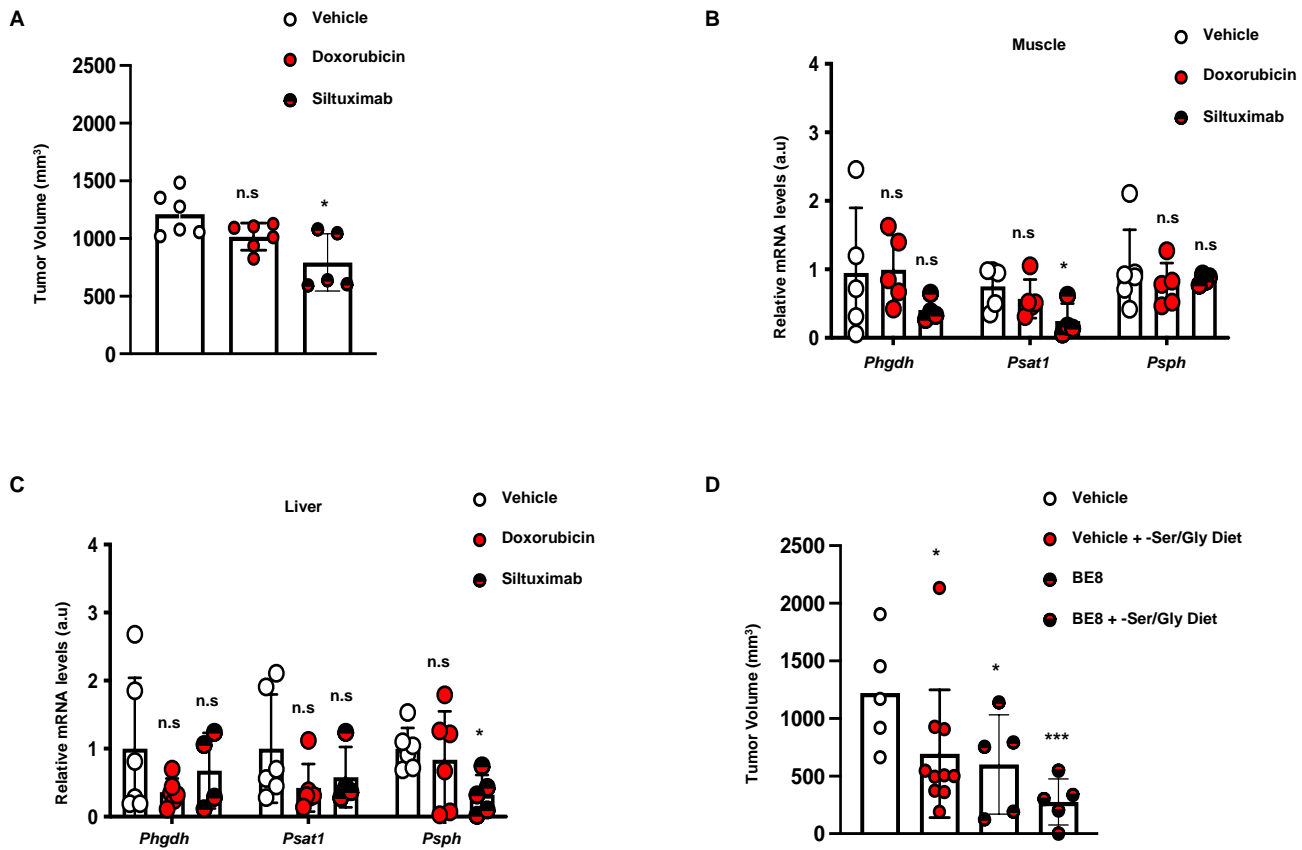 A
Vehicle
Doxorubicin
Siltuximab
2500
2000
1500
1000
500
0
Tumor Volume (mm³)
n.s
*
B
Muscle
Vehicle
Doxorubicin
Siltuximab
4
3
2
1
0
Relative mRNA levels (a.u)
n.s
n.s
n.s
*
n.s
n.s
Phgdh
Psat1
Psph
C
Liver
Vehicle
Doxorubicin
Siltuximab
4
3
2
1
0
Relative mRNA levels (a.u)
n.s
n.s
n.s
n.s
n.s
*
Phgdh
Psat1
Psph
D
Vehicle
Vehicle + -Ser/Gly Diet
BE8
BE8 + -Ser/Gly Diet
2500
2000
1500
1000
500
0
Tumor Volume (mm³)
*
*
***